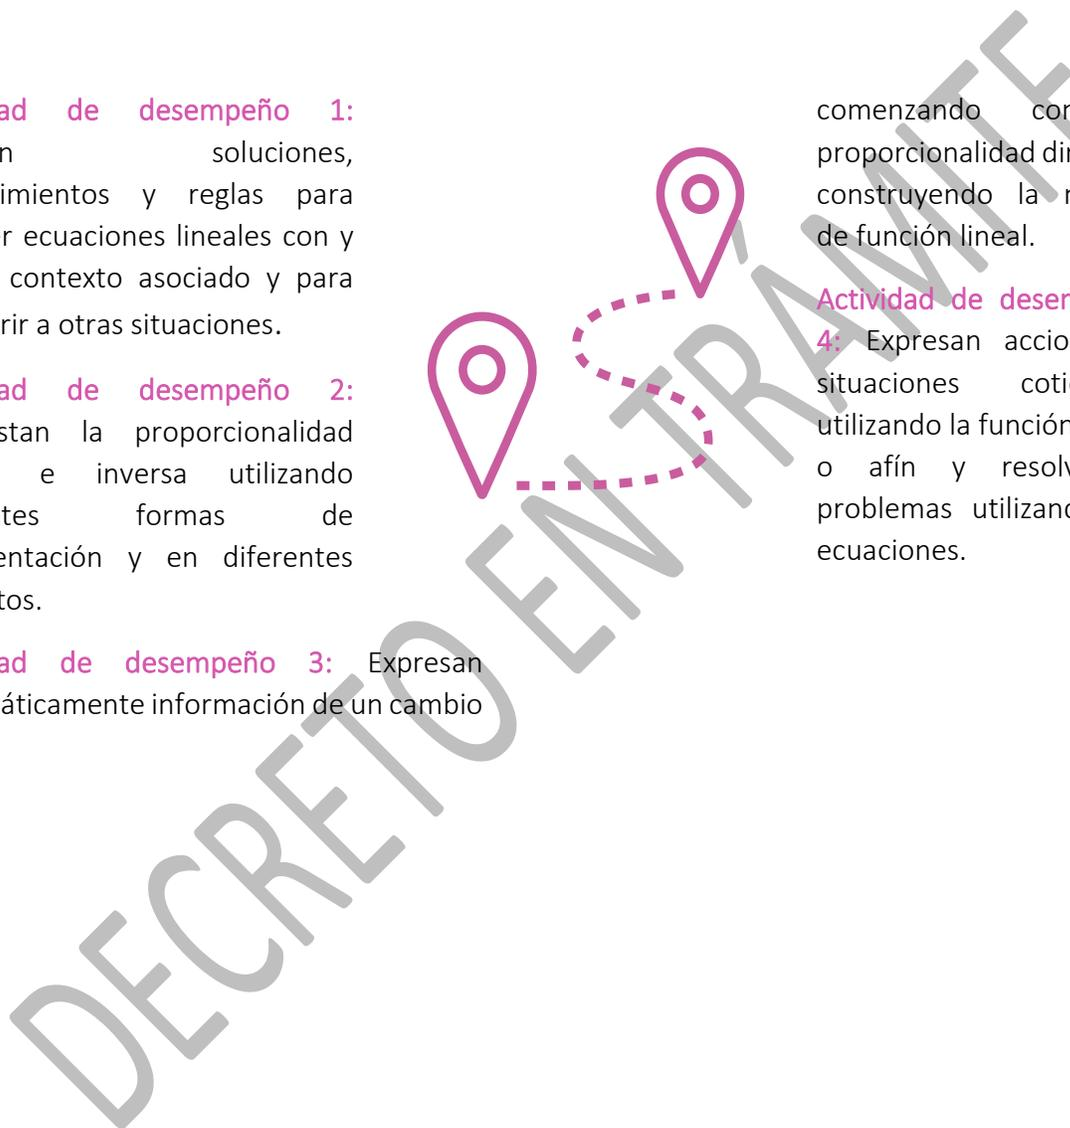 ad de desempeño 1:
n soluciones,
imientos y reglas para
r ecuaciones lineales con y
contexto asociado y para
rir a otras situaciones.
ad de desempeño 2:
stan la proporcionalidad
e inversa utilizando
tes formas de
entación y en diferentes
tos.
ad de desempeño 3: Expresan
áticamente información de un cambio
comenzando con
proporcionalidad dir
construyendo la n
de función lineal.
Actividad de desem
4: Expresan accio
situaciones coti
utilizando la función
o afín y resolv
problemas utilizand
ecuaciones.
DECRETO EN TRÁMITE